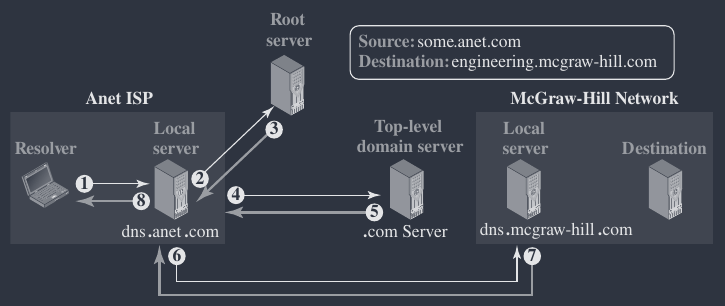 Root
server
Source: some.anet.com
Destination: engineering.mcgraw-hill.com
Anet ISP
McGraw-Hill Network
Resolver
Local
server
Top-level
domain server
Local
server
Destination
1
8
2
3
4
5
dns.anet.com
.com Server
dns.mcgraw-hill.com
6
7